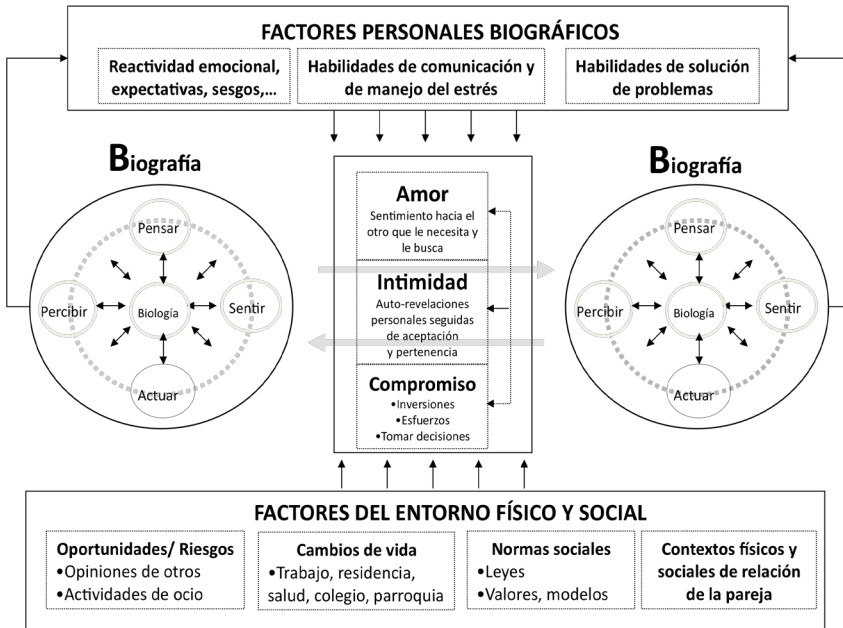 FACTORES PERSONALES BIOGRÁFICOS
Reactividad emocional,
expectativas, sesgos,...
Habilidades de comunicación y
de manejo del estrés
Habilidades de solución
de problemas
Biografía
Pensar
Percibir
Biología
Sentir
Actuar
Amor
Sentimiento hacia el
otro que le necesita y
le busca
Intimidad
Auto-revelaciones
personales seguidas
de aceptación
y pertenencia
Compromiso
•Inversiones
•Esfuerzos
•Tomar decisiones
Biografía
Pensar
Percibir
Biología
Sentir
Actuar
FACTORES DEL ENTORNO FÍSICO Y SOCIAL
Oportunidades/ Riesgos
•Opiniones de otros
•Actividades de ocio
Cambios de vida
•Trabajo, residencia,
salud, colegio, parroquia
Normas sociales
•Leyes
•Valores, modelos
Contextos físicos y
sociales de relación
de la pareja